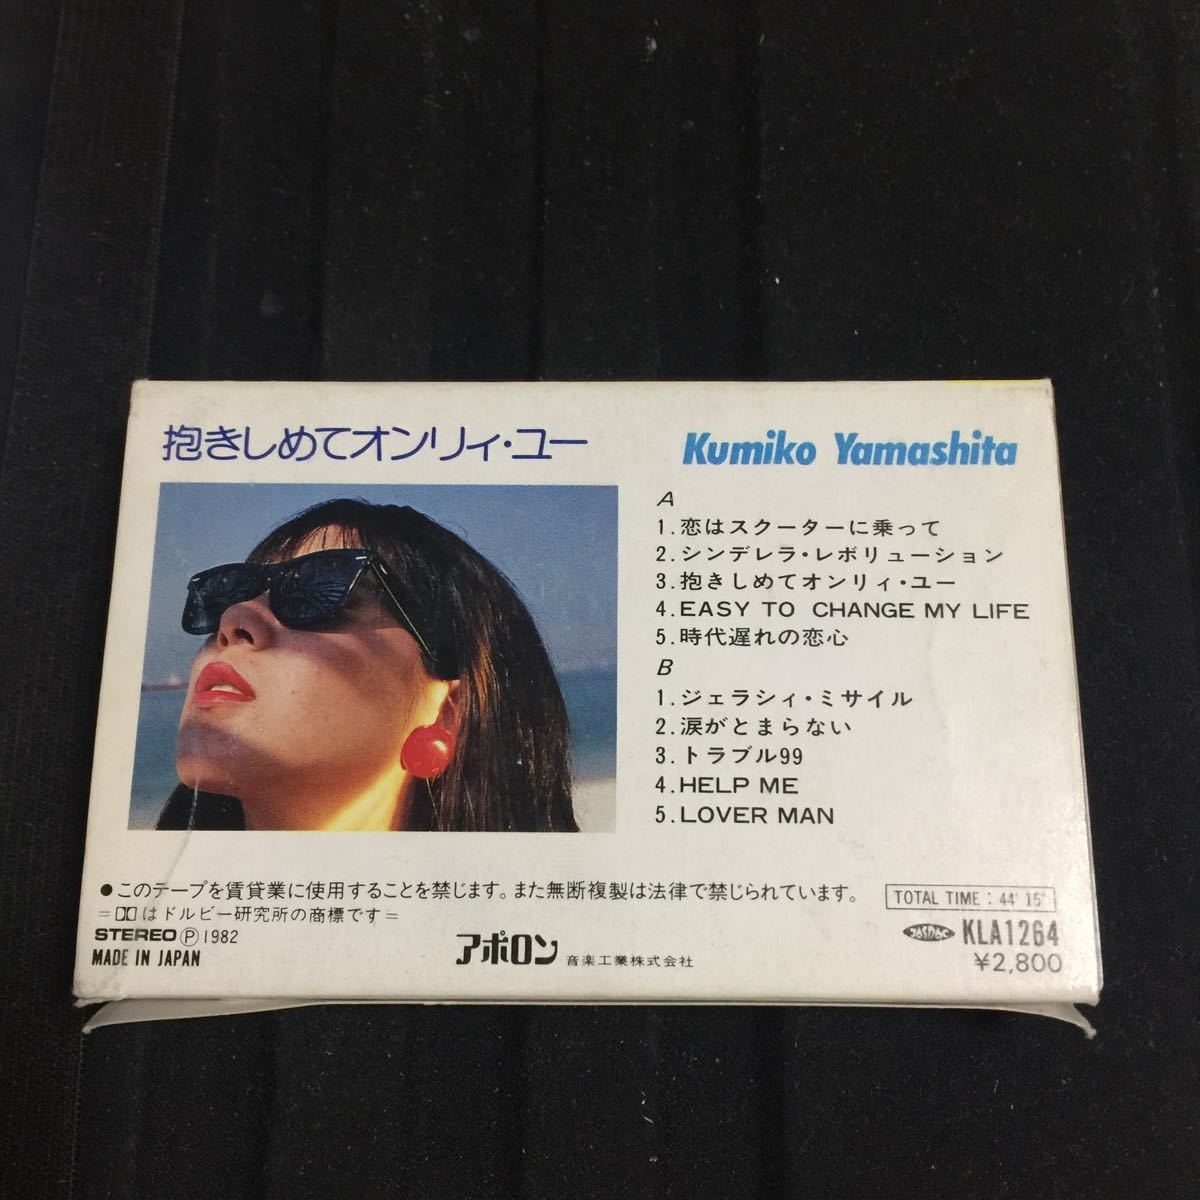 抱きしめてオンリィ・ユー
Kumiko Yamashita
A
1.恋はスクーターに乗って
2.シンデレラ・レボリューション
3.抱きしめてオンリィ・ユー
4.EASY TO CHANGE MY LIFE
5.時代遅れの恋心
B
1.ジェラシィ・ミサイル
2.涙がとまらない
3.トラブル99
4.HELP ME
5.LOVER MAN
●このテープを賃貸業に使用することを禁じます。また無断複製は法律で禁じられています。
=はドルビー研究所の商標です=
TOTAL TIME : 44' 15"
STEREO Ⓟ1982
MADE IN JAPAN
アポロン 音楽工業株式会社
JASRAC KLA1264
¥2,800